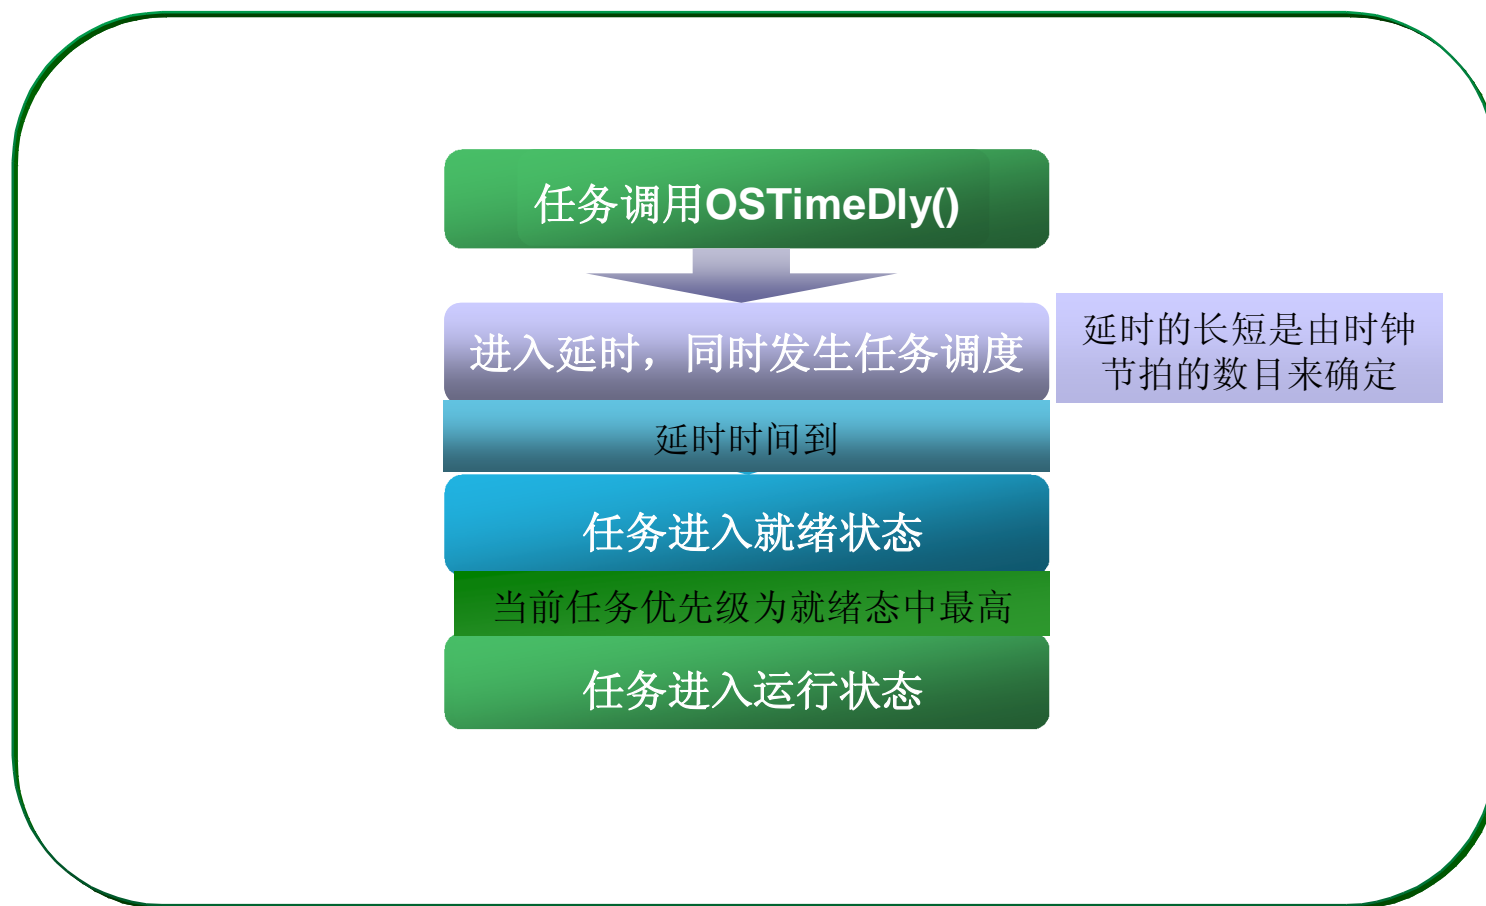 任务调用OSTimeDly()
进入延时，同时发生任务调度
延时的长短是由时钟
节拍的数目来确定
延时时间到
任务进入就绪状态
当前任务优先级为就绪态中最高
任务进入运行状态